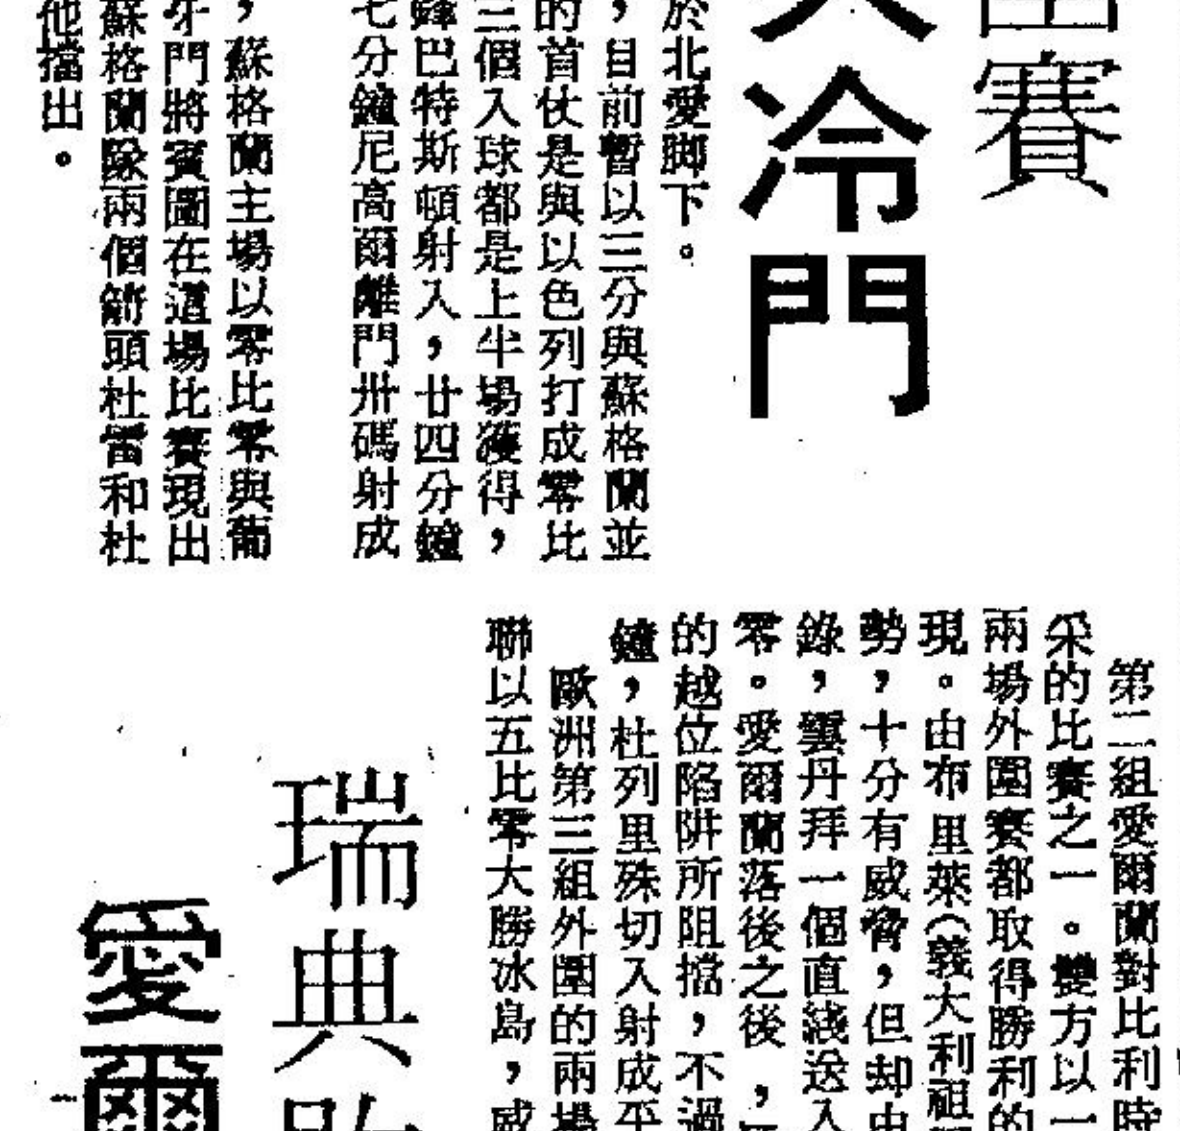 賽
冷門
於北愛脚下。
，目前暫以三分與蘇格蘭並
的首仗是與以色列打成零比
三個入球都是上半場獲得，
鋒巴特斯頓射入，廿四分鐘
七分鐘尼高爾離門卅碼射成
，蘇格蘭主場以零比零與葡
牙門將賓圖在這場比賽現出
蘇格蘭隊兩個箭頭杜雷和杜
他擋出。
第二組愛爾蘭對比利時
采的比賽之一。雙方以一
兩場外圍賽都取得勝利的
現。由布里萊（義大利祖
勢，十分有威脅，但却由
錄，雲丹拜一個直綫送入
零。愛爾蘭落後之後，
的越位陷阱所阻擋，不過
鐘，杜列里殊切入射成平
歐洲第三組外圍的兩場
聯以五比零大勝冰島，威
瑞典
愛爾